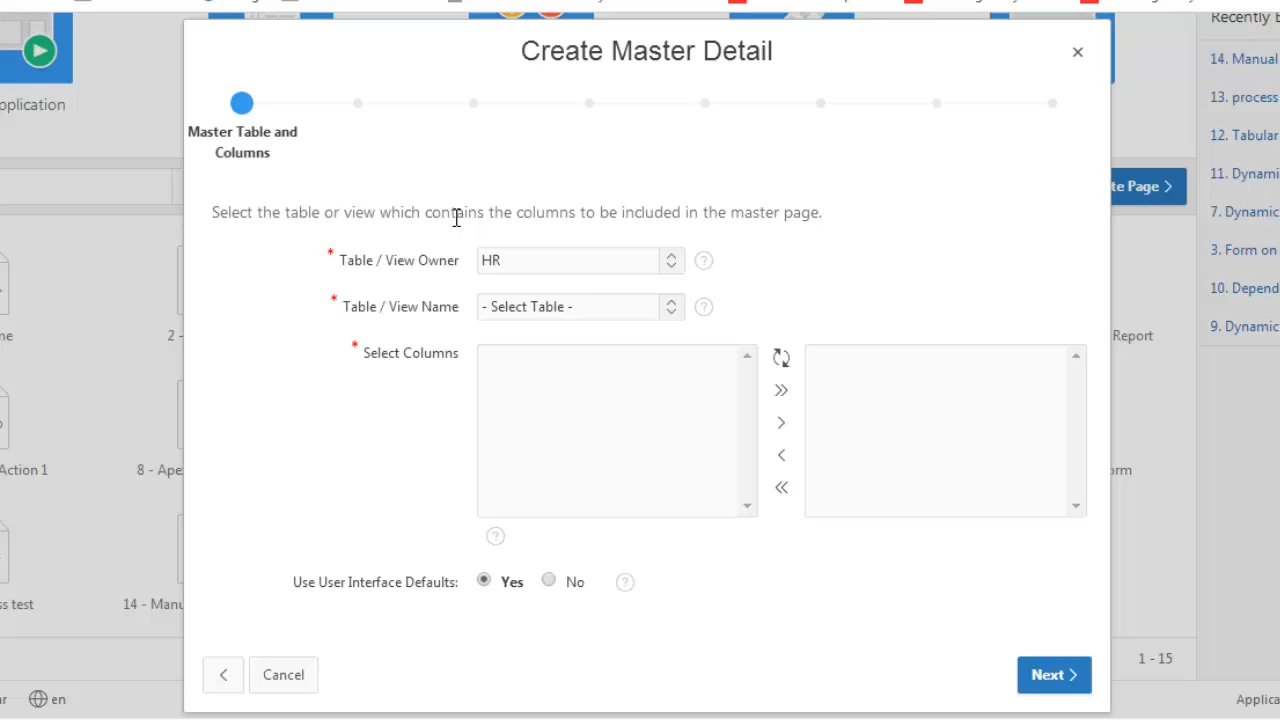 Create Master Detail
Master Table and
Columns
Select the table or view which contains the columns to be included in the master page.
* Table / View Owner
HR
* Table / View Name
- Select Table -
* Select Columns
Use User Interface Defaults:
Yes
No
Cancel
Next
pplication
Action 1
2 -
8 - Ape
ss test
14 - Manu
en
te Page
Report
1 - 15
Applica
14. Manual
13. process
12. Tabular
11. Dynami
7. Dynamic
3. Form on
10. Depend
9. Dynamic